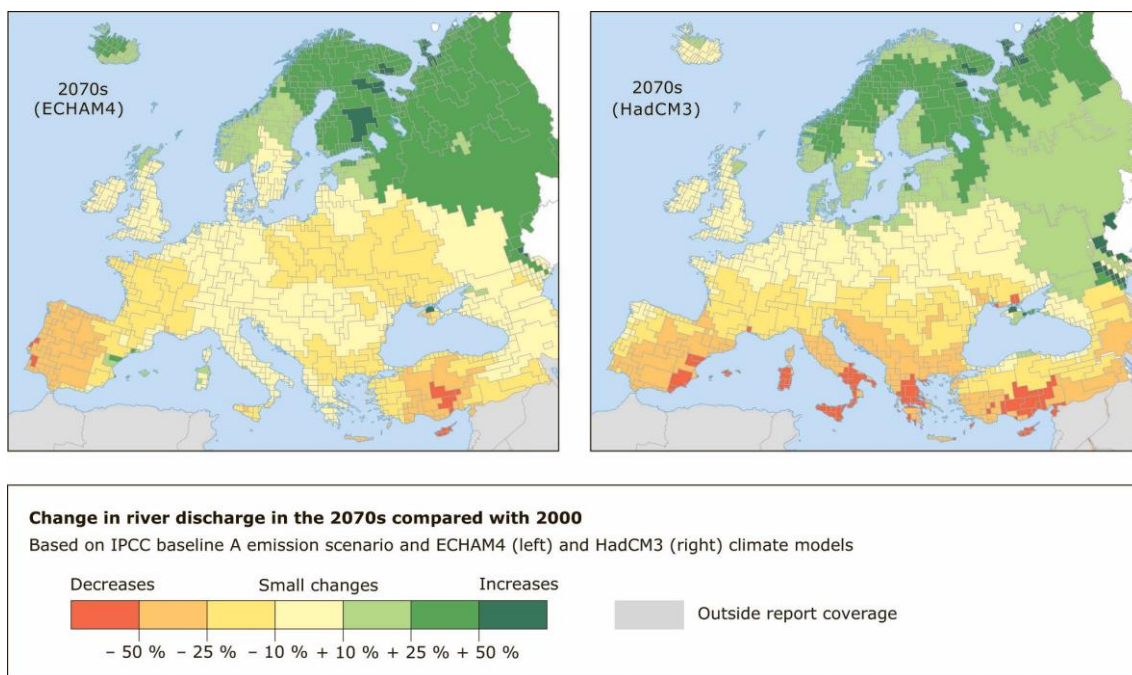 2070s
(ECHAM4)
2070s
(HadCM3)
Change in river discharge in the 2070s compared with 2000
Based on IPCC baseline A emission scenario and ECHAM4 (left) and HadCM3 (right) climate models
Decreases Small changes Increases
– 50 % – 25 % – 10 % + 10 % + 25 % + 50 %
Outside report coverage